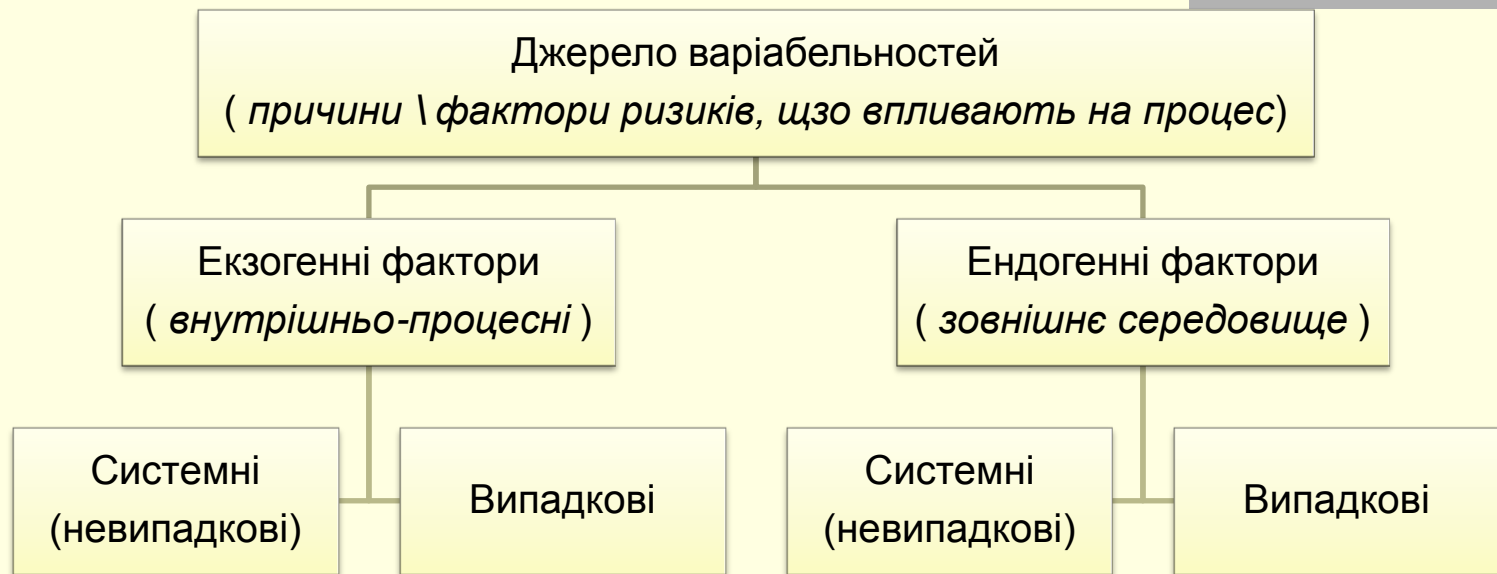 Джерело варіабельностей
( причини \ фактори ризиків, щзо впливають на процес)
Екзогенні фактори
( внутрішньо-процесні )
Ендогенні фактори
( зовнішнє середовище )
Системні
(невипадкові)
Випадкові
Системні
(невипадкові)
Випадкові